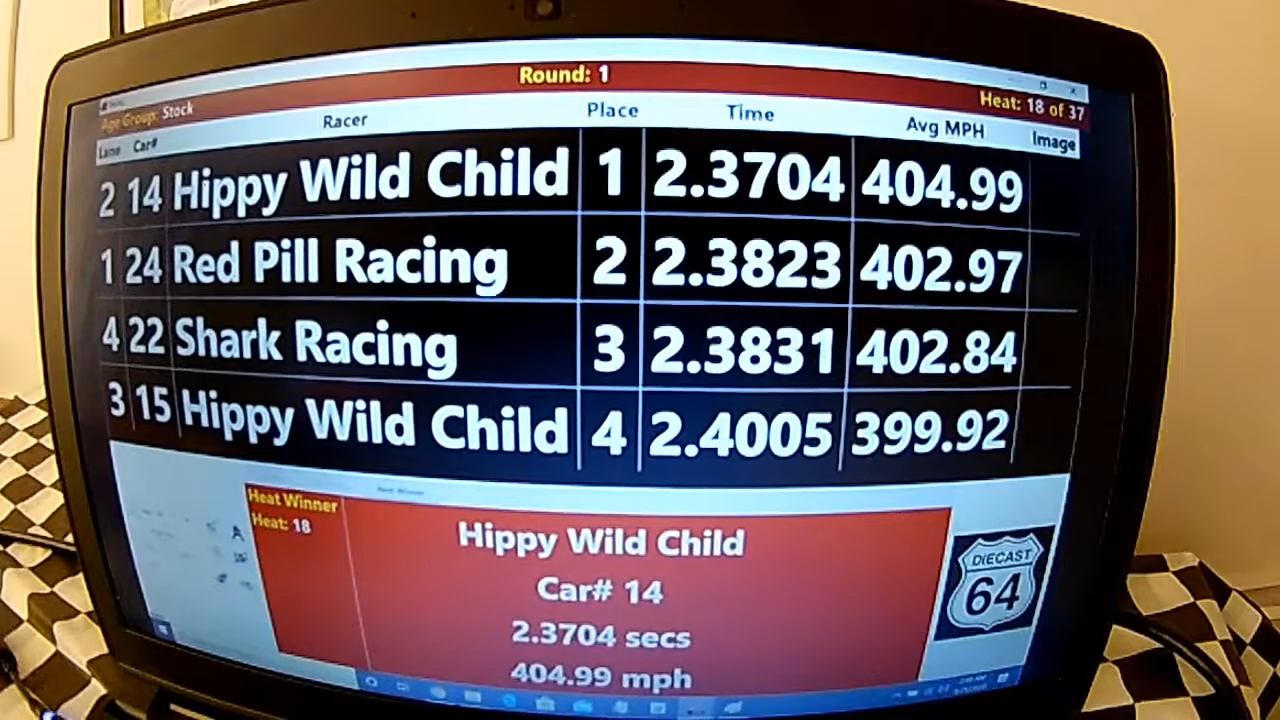 Round: 1
Age Group: Stock
Heat: 18 of 37
Lane Car# Racer Place Time Avg MPH Image
2 14 Hippy Wild Child 1 2.3704 404.99
1 24 Red Pill Racing 2 2.3823 402.97
4 22 Shark Racing 3 2.3831 402.84
3 15 Hippy Wild Child 4 2.4005 399.92
Heat Winner
Heat: 18
Heat Winner
Hippy Wild Child
Car# 14
2.3704 secs
404.99 mph
DiECAST
64